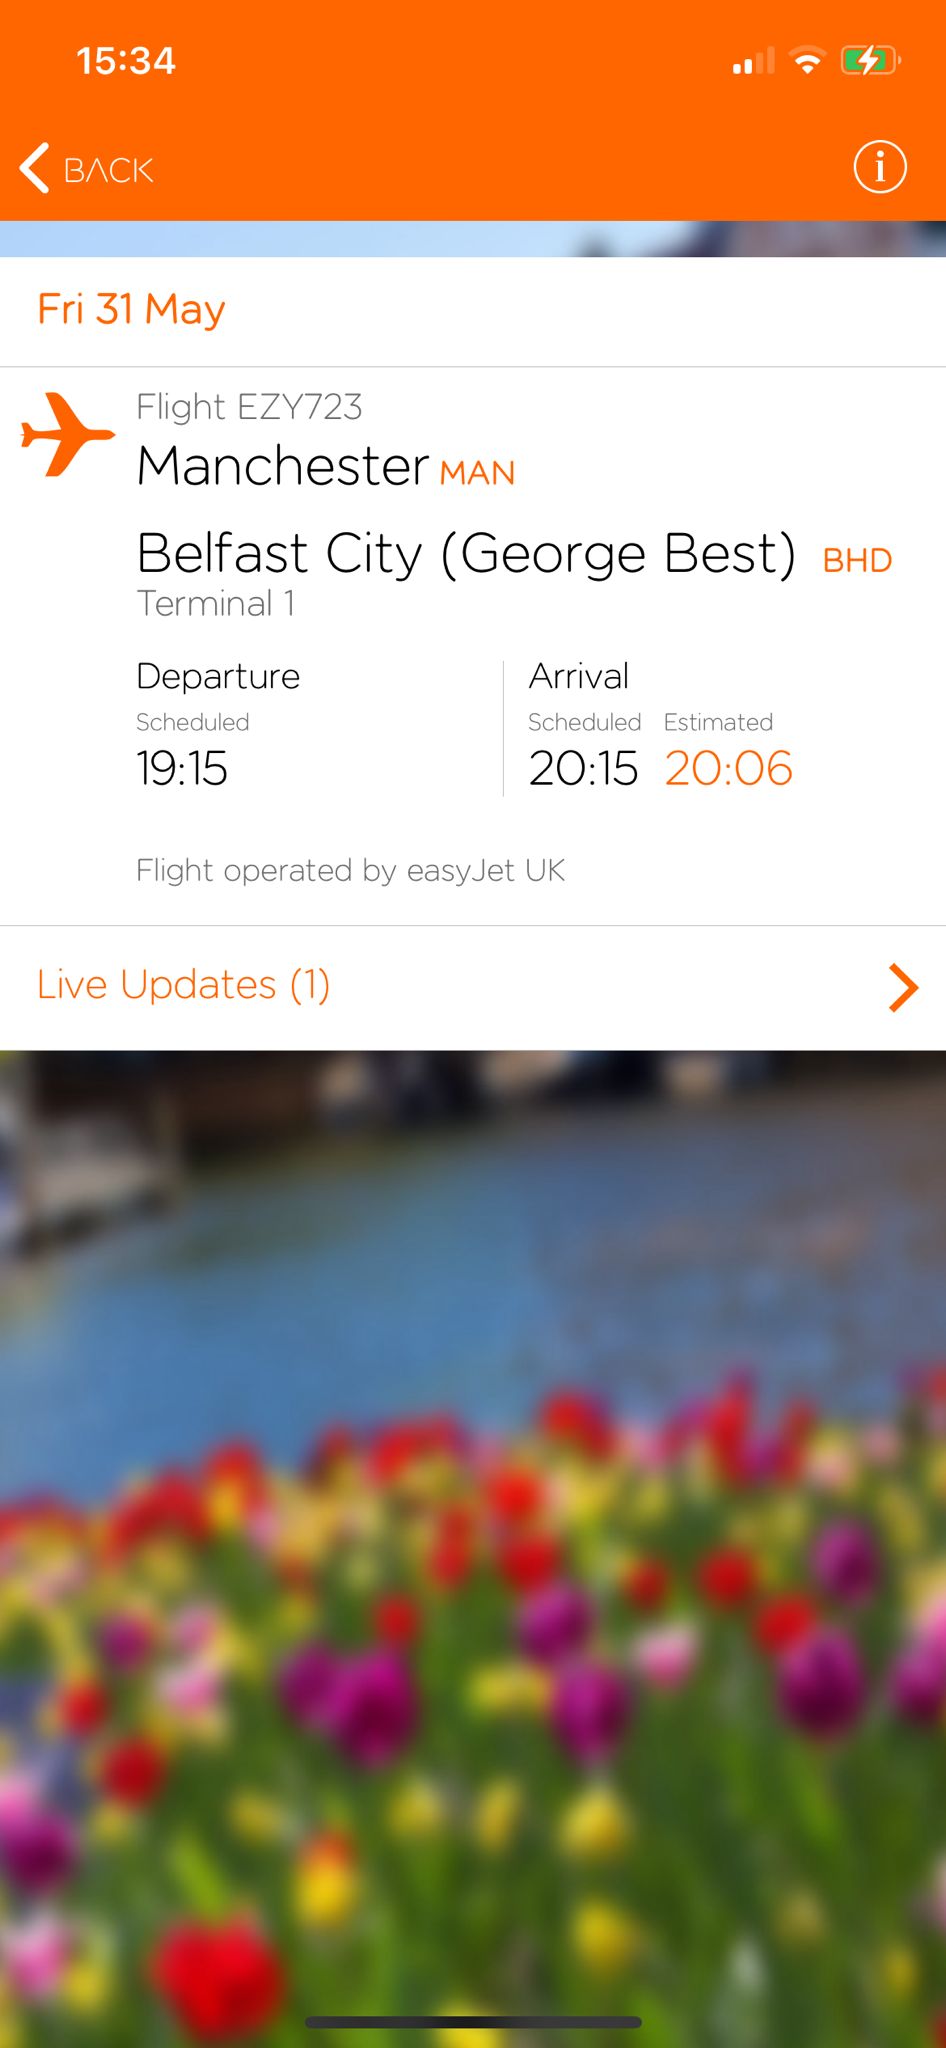 15:34
BACK
Fri 31 May
Flight EZY723
Manchester MAN
Belfast City (George Best) BHD
Terminal 1
Departure Arrival
Scheduled Scheduled Estimated
19:15 20:15 20:06
Flight operated by easyJet UK
Live Updates (1)